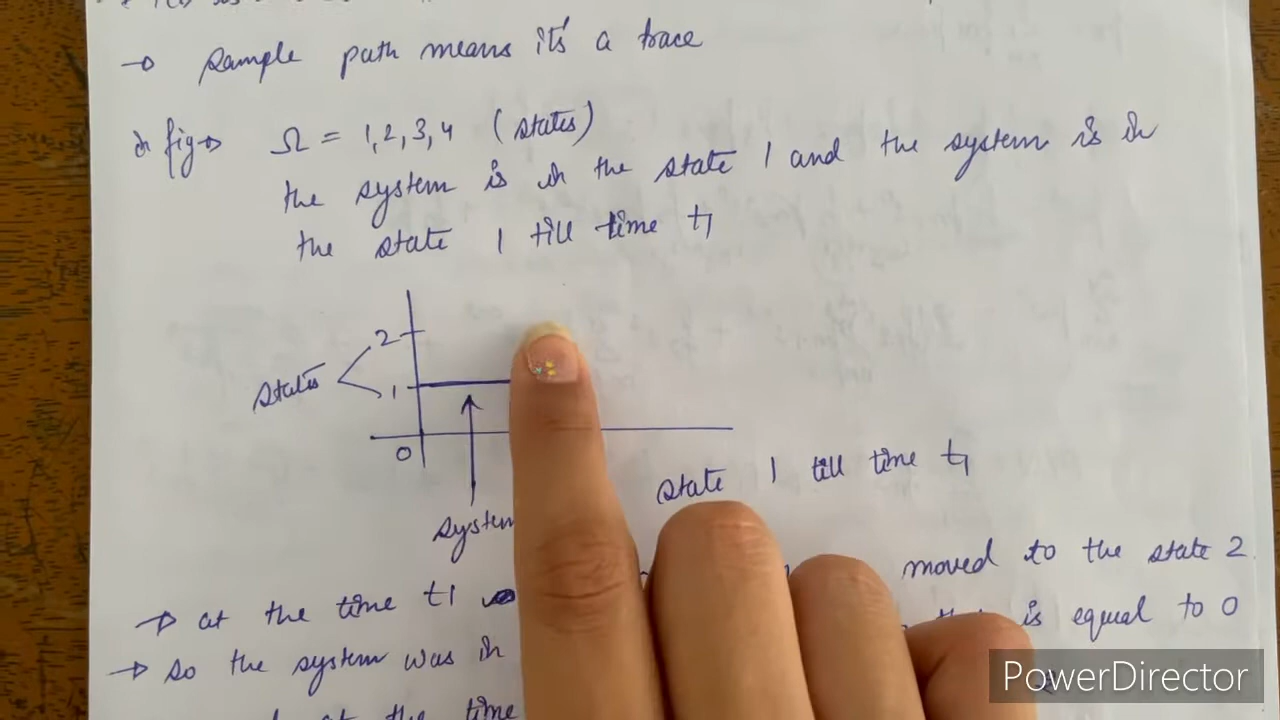 → sample path means it's a trace
in fig→ Ω = 1,2,3,4 (states)
the system is in the state 1 and the system is in
the state 1 till time t1
2
states
1
0
state 1 till time t1
system
→ at the time t1 moved to the state 2
→ so the system was in is equal to 0
at the time
PowerDirector